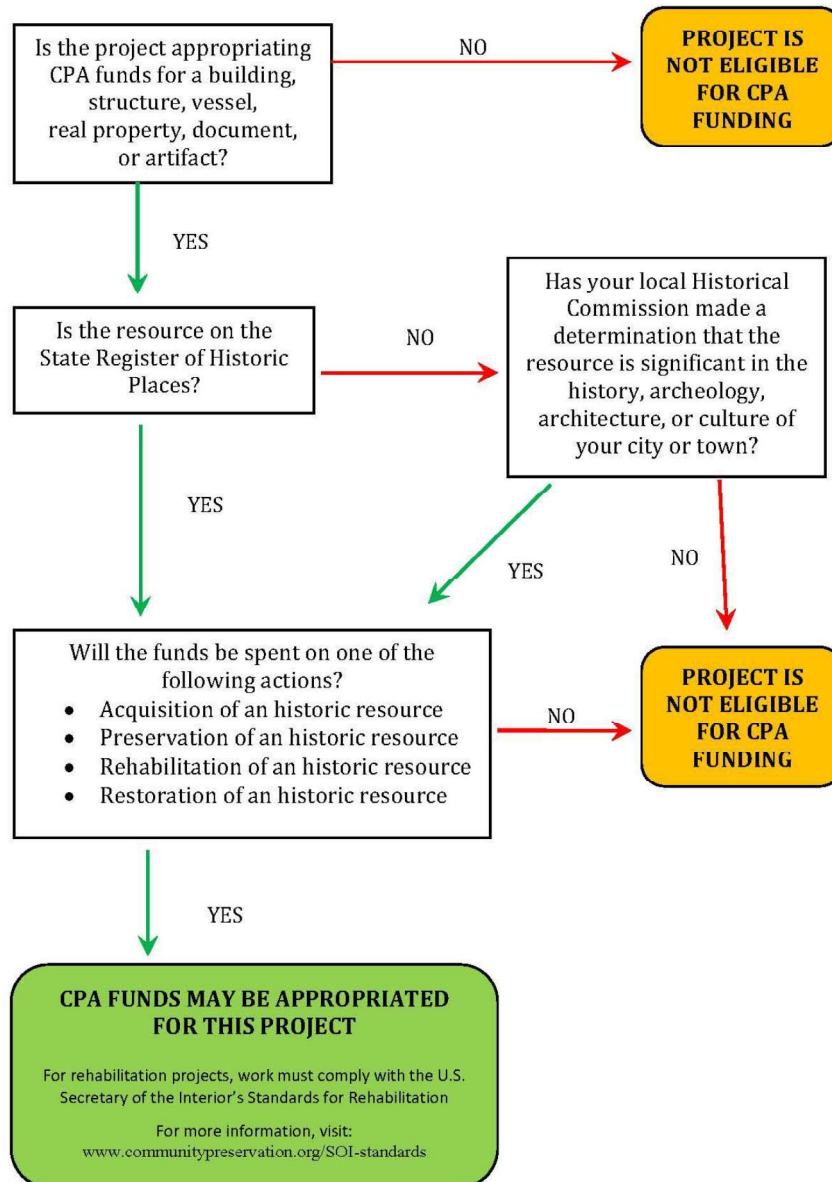 Is the project appropriating
CPA funds for a building,
structure, vessel,
real property, document,
or artifact?
NO
PROJECT IS
NOT ELIGIBLE
FOR CPA
FUNDING
YES
Is the resource on the
State Register of Historic
Places?
NO
Has your local Historical
Commission made a
determination that the
resource is significant in the
history, archeology,
architecture, or culture of
your city or town?
YES
YES
NO
Will the funds be spent on one of the
following actions?
• Acquisition of an historic resource
• Preservation of an historic resource
• Rehabilitation of an historic resource
• Restoration of an historic resource
NO
PROJECT IS
NOT ELIGIBLE
FOR CPA
FUNDING
YES
CPA FUNDS MAY BE APPROPRIATED
FOR THIS PROJECT
For rehabilitation projects, work must comply with the U.S.
Secretary of the Interior’s Standards for Rehabilitation
For more information, visit:
www.communitypreservation.org/SOI-standards